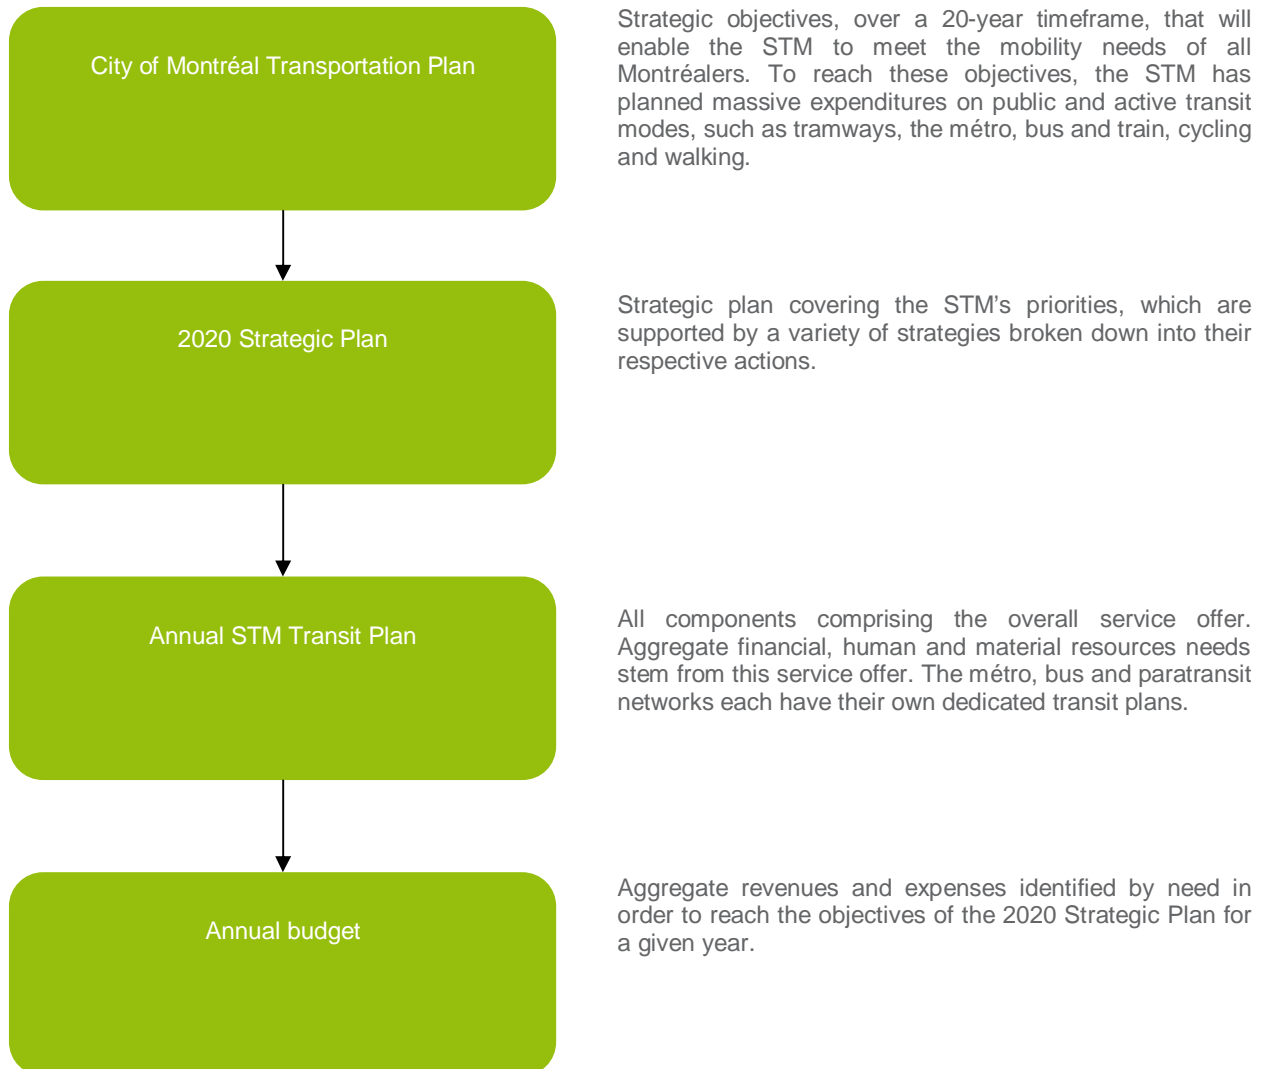 City of Montréal Transportation Plan
Strategic objectives, over a 20-year timeframe, that will
enable the STM to meet the mobility needs of all
Montréalers. To reach these objectives, the STM has
planned massive expenditures on public and active transit
modes, such as tramways, the métro, bus and train, cycling
and walking.
2020 Strategic Plan
Strategic plan covering the STM’s priorities, which are
supported by a variety of strategies broken down into their
respective actions.
Annual STM Transit Plan
All components comprising the overall service offer.
Aggregate financial, human and material resources needs
stem from this service offer. The métro, bus and paratransit
networks each have their own dedicated transit plans.
Annual budget
Aggregate revenues and expenses identified by need in
order to reach the objectives of the 2020 Strategic Plan for
a given year.